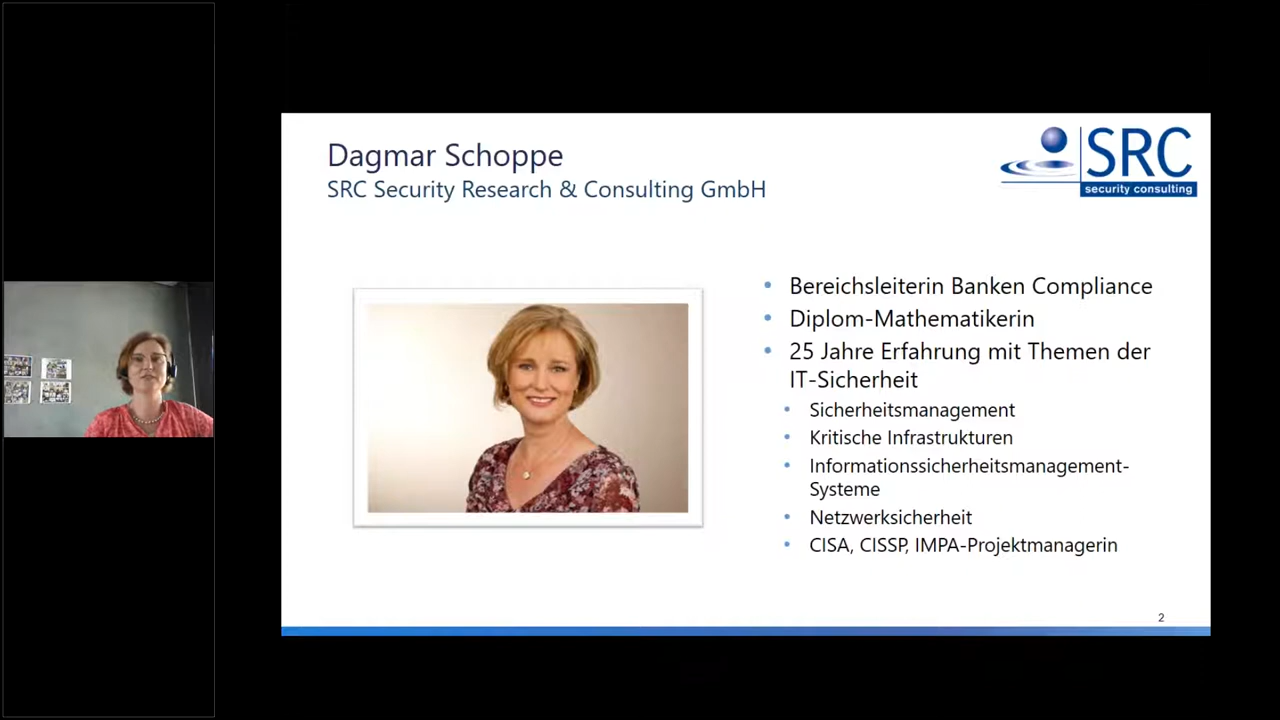 Dagmar Schoppe
SRC Security Research & Consulting GmbH
SRC
security consulting
• Bereichsleiterin Banken Compliance
• Diplom-Mathematikerin
• 25 Jahre Erfahrung mit Themen der
IT-Sicherheit
• Sicherheitsmanagement
• Kritische Infrastrukturen
• Informationssicherheitsmanagement-
Systeme
• Netzwerksicherheit
• CISA, CISSP, IMPA-Projektmanagerin
2